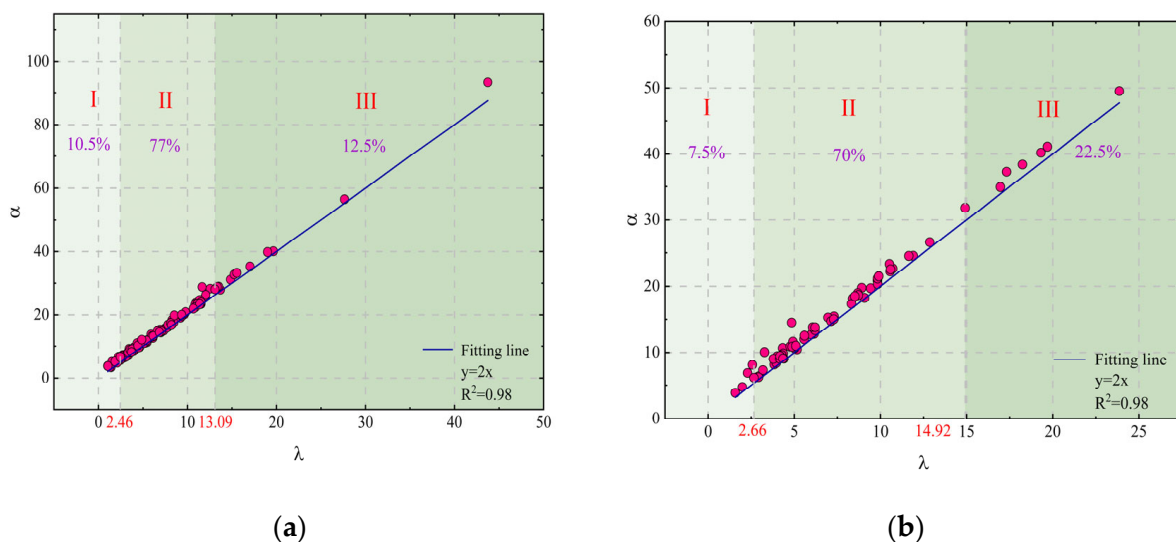 100
80
60
40
20
0
α
I
II
III
10.5%
77%
12.5%
Fitting line
y=2x
R²=0.98
0
2.46
10
13.09
20
30
40
50
λ
(a)
60
50
40
30
20
10
0
α
I
II
III
7.5%
70%
22.5%
Fitting line
y=2x
R²=0.98
0
2.66
5
10
14.92
15
20
25
λ
(b)